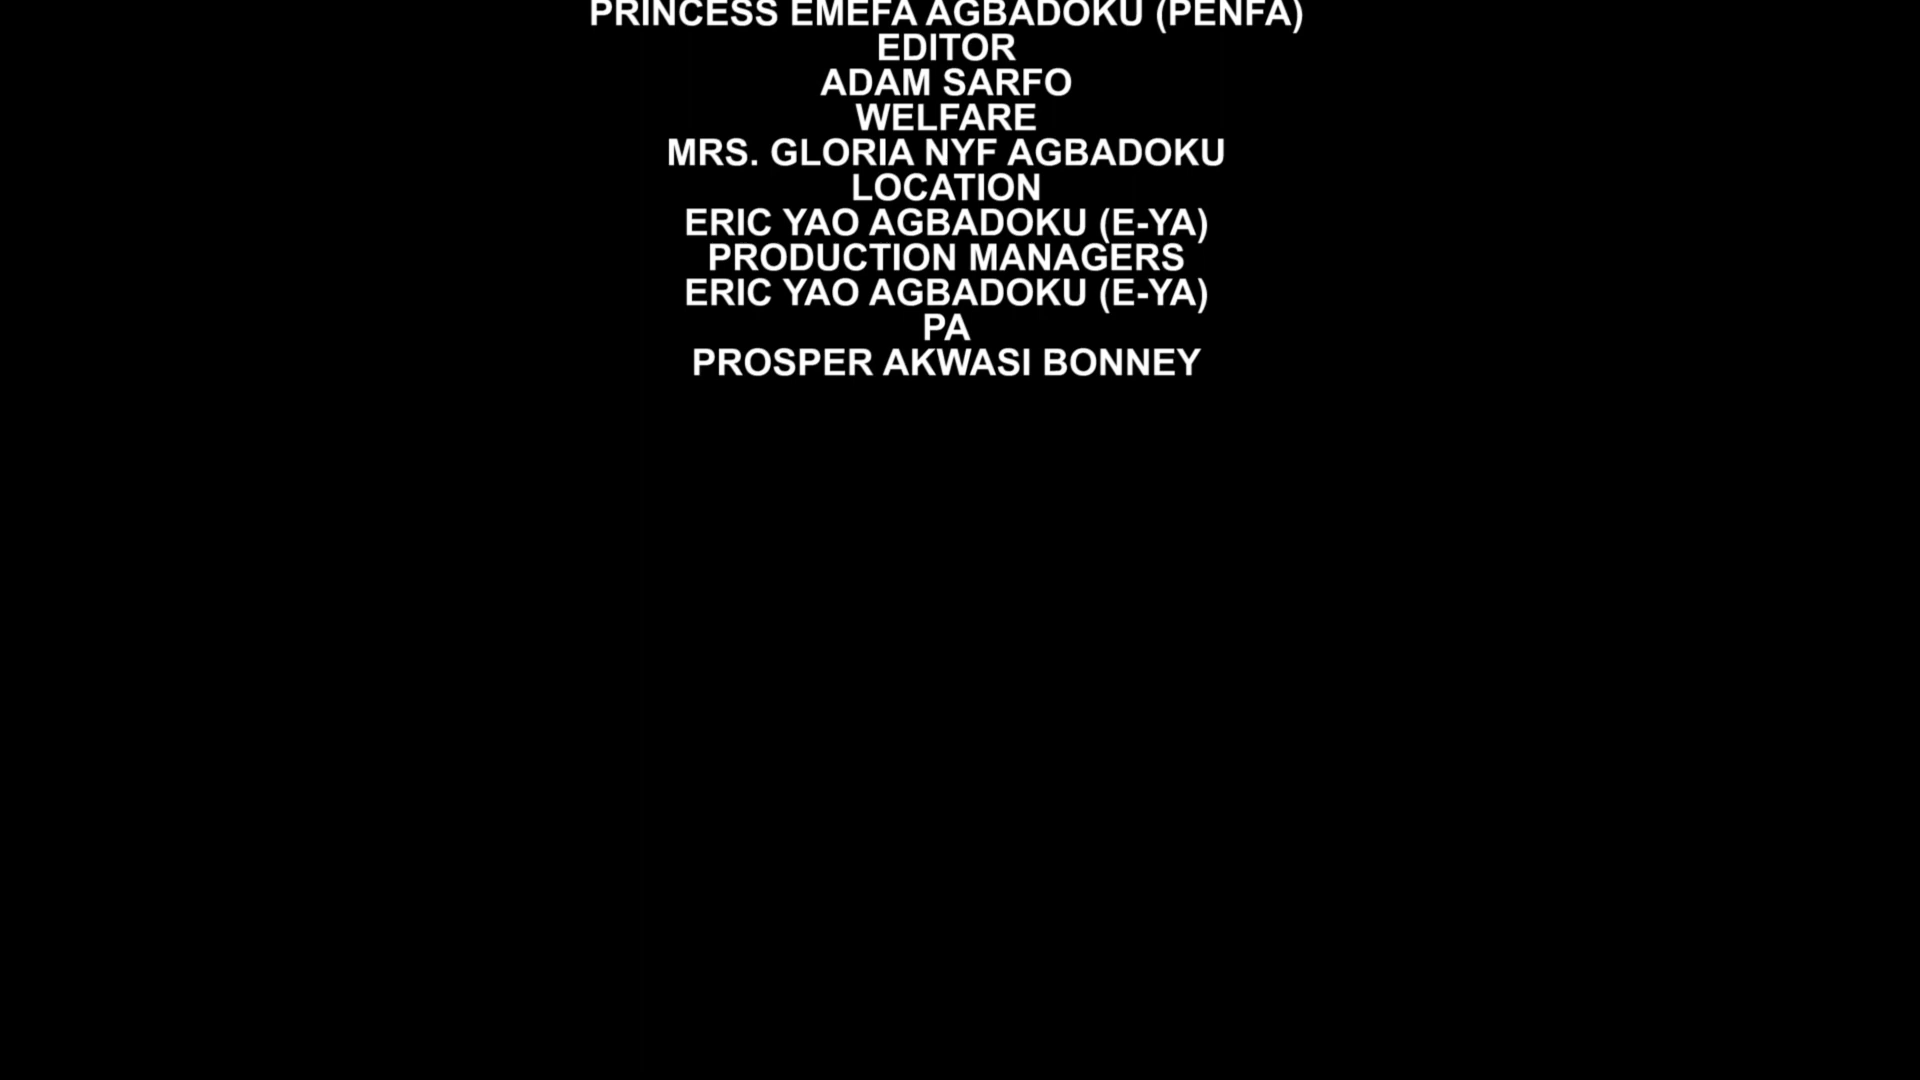 PRINCESS EMEFA AGBADOKU (PENFA)
EDITOR
ADAM SARFO
WELFARE
MRS. GLORIA NYF AGBADOKU
LOCATION
ERIC YAO AGBADOKU (E-YA)
PRODUCTION MANAGERS
ERIC YAO AGBADOKU (E-YA)
PA
PROSPER AKWASI BONNEY